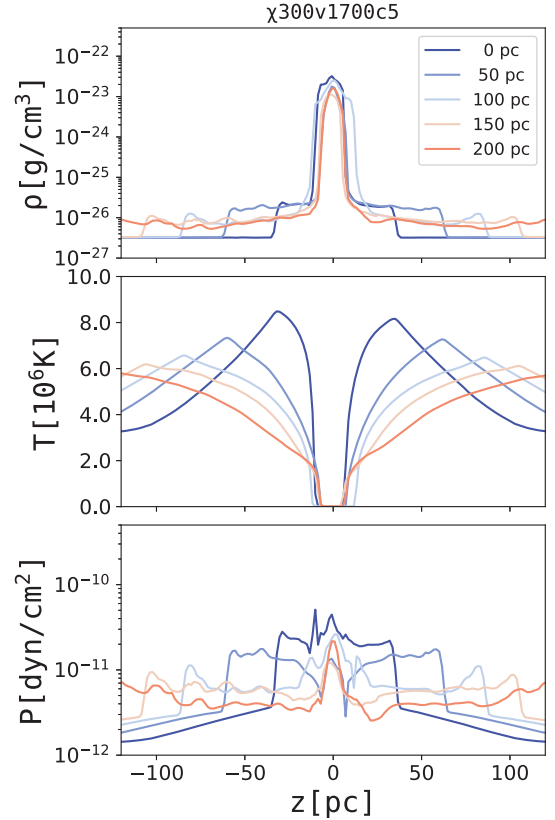 χ300v1700c5
ρ[g/cm³]
10⁻²²
10⁻²³
10⁻²⁴
10⁻²⁵
10⁻²⁶
10⁻²⁷
0 pc
50 pc
100 pc
150 pc
200 pc
T[10⁶K]
10.0
8.0
6.0
4.0
2.0
0.0
P[dyn/cm²]
10⁻¹⁰
10⁻¹¹
10⁻¹²
−100
−50
0
50
100
z[pc]